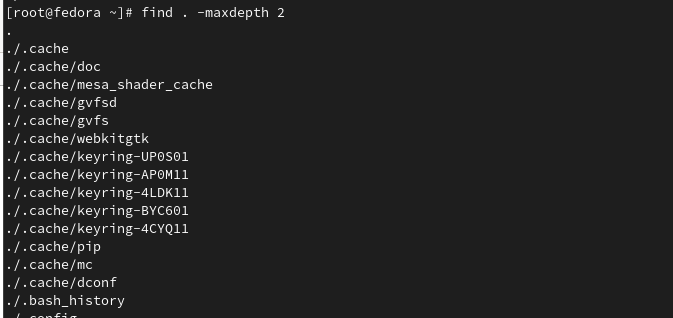 [root@fedora ~]# find . -maxdepth 2
.
./.cache
./.cache/doc
./.cache/mesa_shader_cache
./.cache/gvfsd
./.cache/gvfs
./.cache/webkitgtk
./.cache/keyring-UP0S01
./.cache/keyring-AP0M11
./.cache/keyring-4LDK11
./.cache/keyring-BYC601
./.cache/keyring-4CYQ11
./.cache/pip
./.cache/mc
./.cache/dconf
./.bash_history
./.config